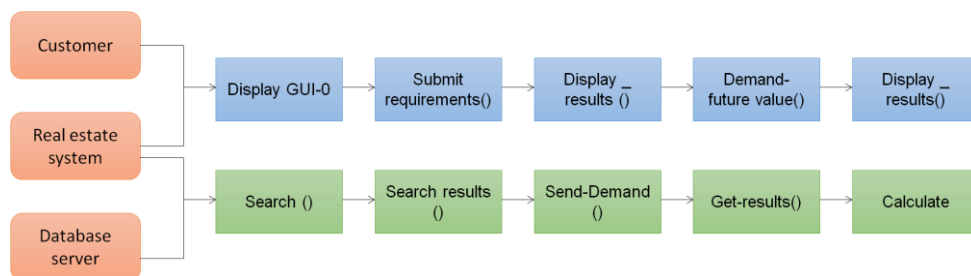 Customer
Real estate
system
Database
server
Display GUI-0
Submit
requirements()
Display _
results ()
Demand-
future value()
Display _
results()
Search ()
Search results
()
Send-Demand
()
Get-results()
Calculate